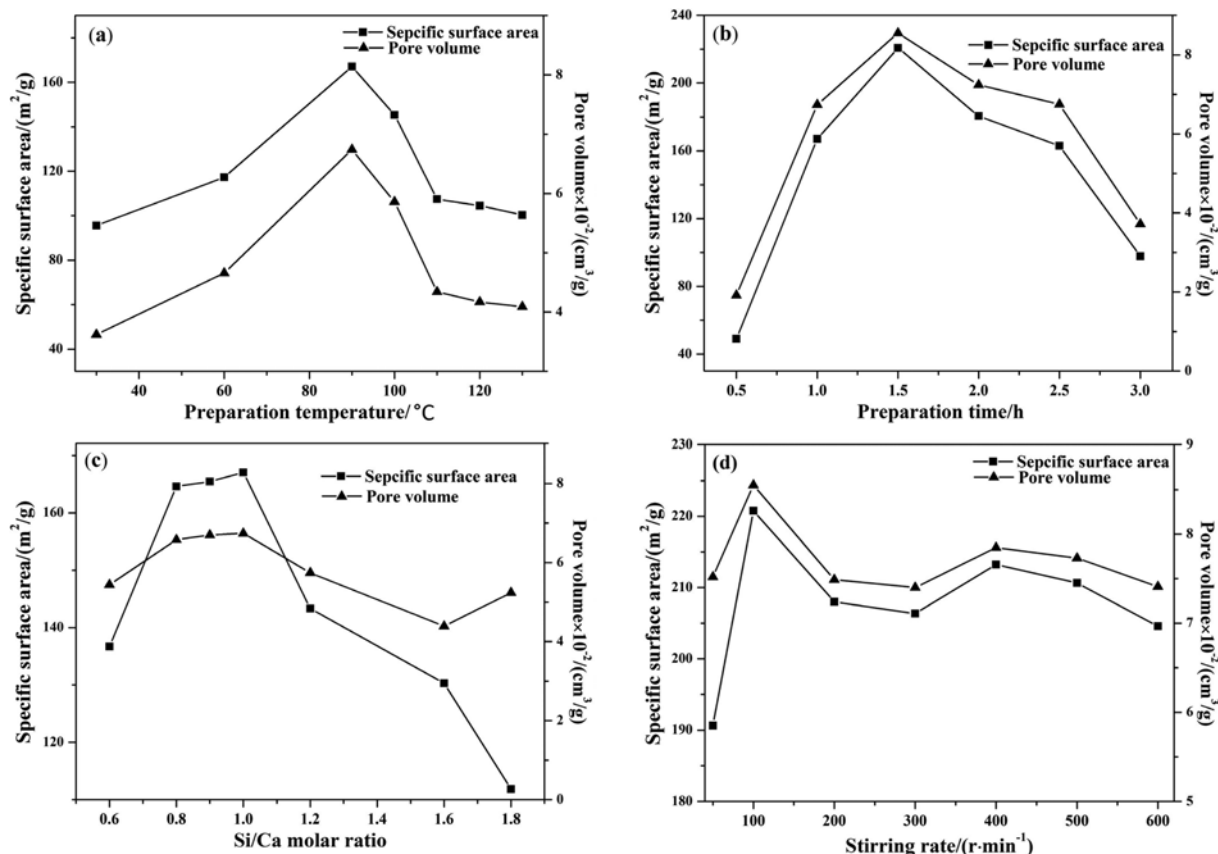 (a)
Sepcific surface area
Pore volume
Specific surface area/(m²/g)
160
120
80
40
8
6
4
Pore volume×10⁻²/(cm³/g)
40 60 80 100 120
Preparation temperature/°C
(b)
Sepcific surface area
Pore volume
Specific surface area/(m²/g)
240
200
160
120
80
40
8
6
4
2
0
Pore volume×10⁻²/(cm³/g)
0.5 1.0 1.5 2.0 2.5 3.0
Preparation time/h
(c)
Sepcific surface area
Pore volume
Specific surface area/(m²/g)
160
140
120
8
6
4
2
0
Pore volume×10⁻²/(cm³/g)
0.6 0.8 1.0 1.2 1.4 1.6 1.8
Si/Ca molar ratio
(d)
Sepcific surface area
Pore volume
Specific surface area/(m²/g)
230
220
210
200
190
180
9
8
7
6
5
Pore volume×10⁻²/(cm³/g)
100 200 300 400 500 600
Stirring rate/(r·min⁻¹)